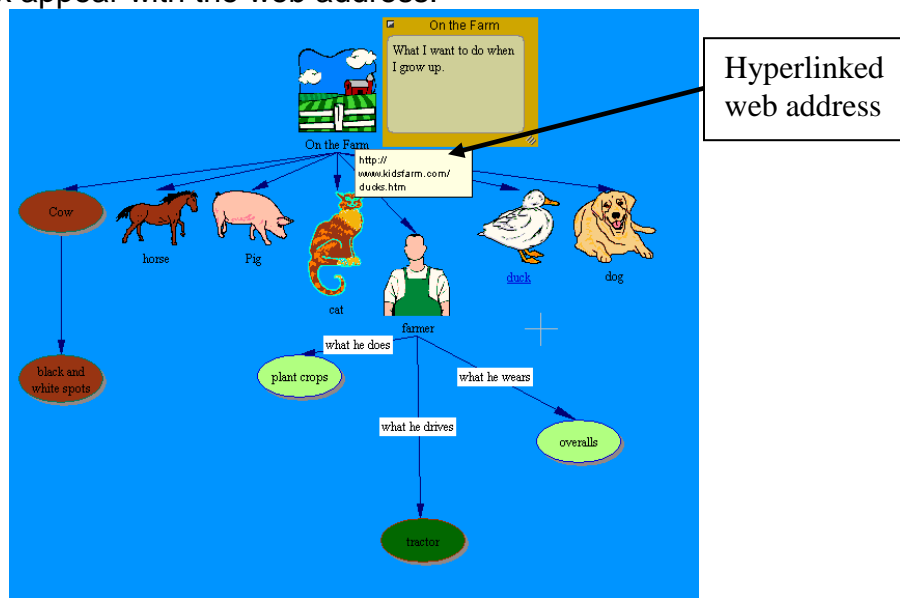 k appear with the web address.
On the Farm
What I want to do when
I grow up.
Hyperlinked
web address
On the Farm
http://
www.kidsfarm.com/
ducks.htm
Cow
horse
Pig
cat
farmer
duck
dog
what he does
black and
white spots
plant crops
what he wears
what he drives
overalls
tractor